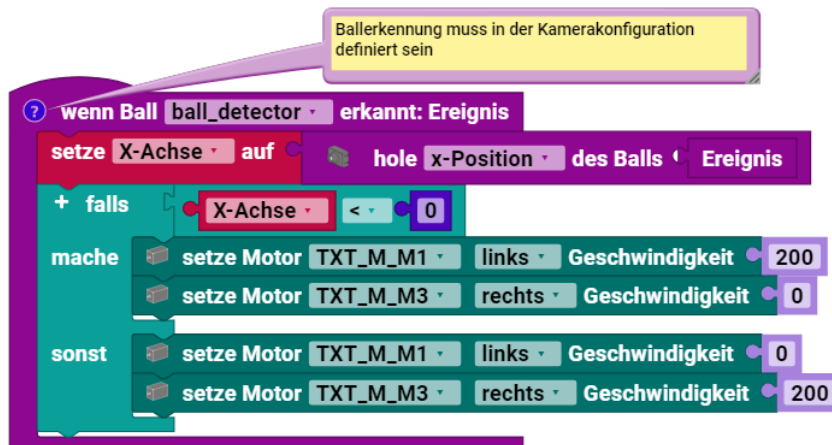 Ballerkennung muss in der Kamerakonfiguration
definiert sein
? wenn Ball ball_detector erkannt: Ereignis
setze X-Achse auf hole x-Position des Balls Ereignis
+ falls X-Achse < 0
mache setze Motor TXT_M_M1 links Geschwindigkeit 200
setze Motor TXT_M_M3 rechts Geschwindigkeit 0
sonst setze Motor TXT_M_M1 links Geschwindigkeit 0
setze Motor TXT_M_M3 rechts Geschwindigkeit 200